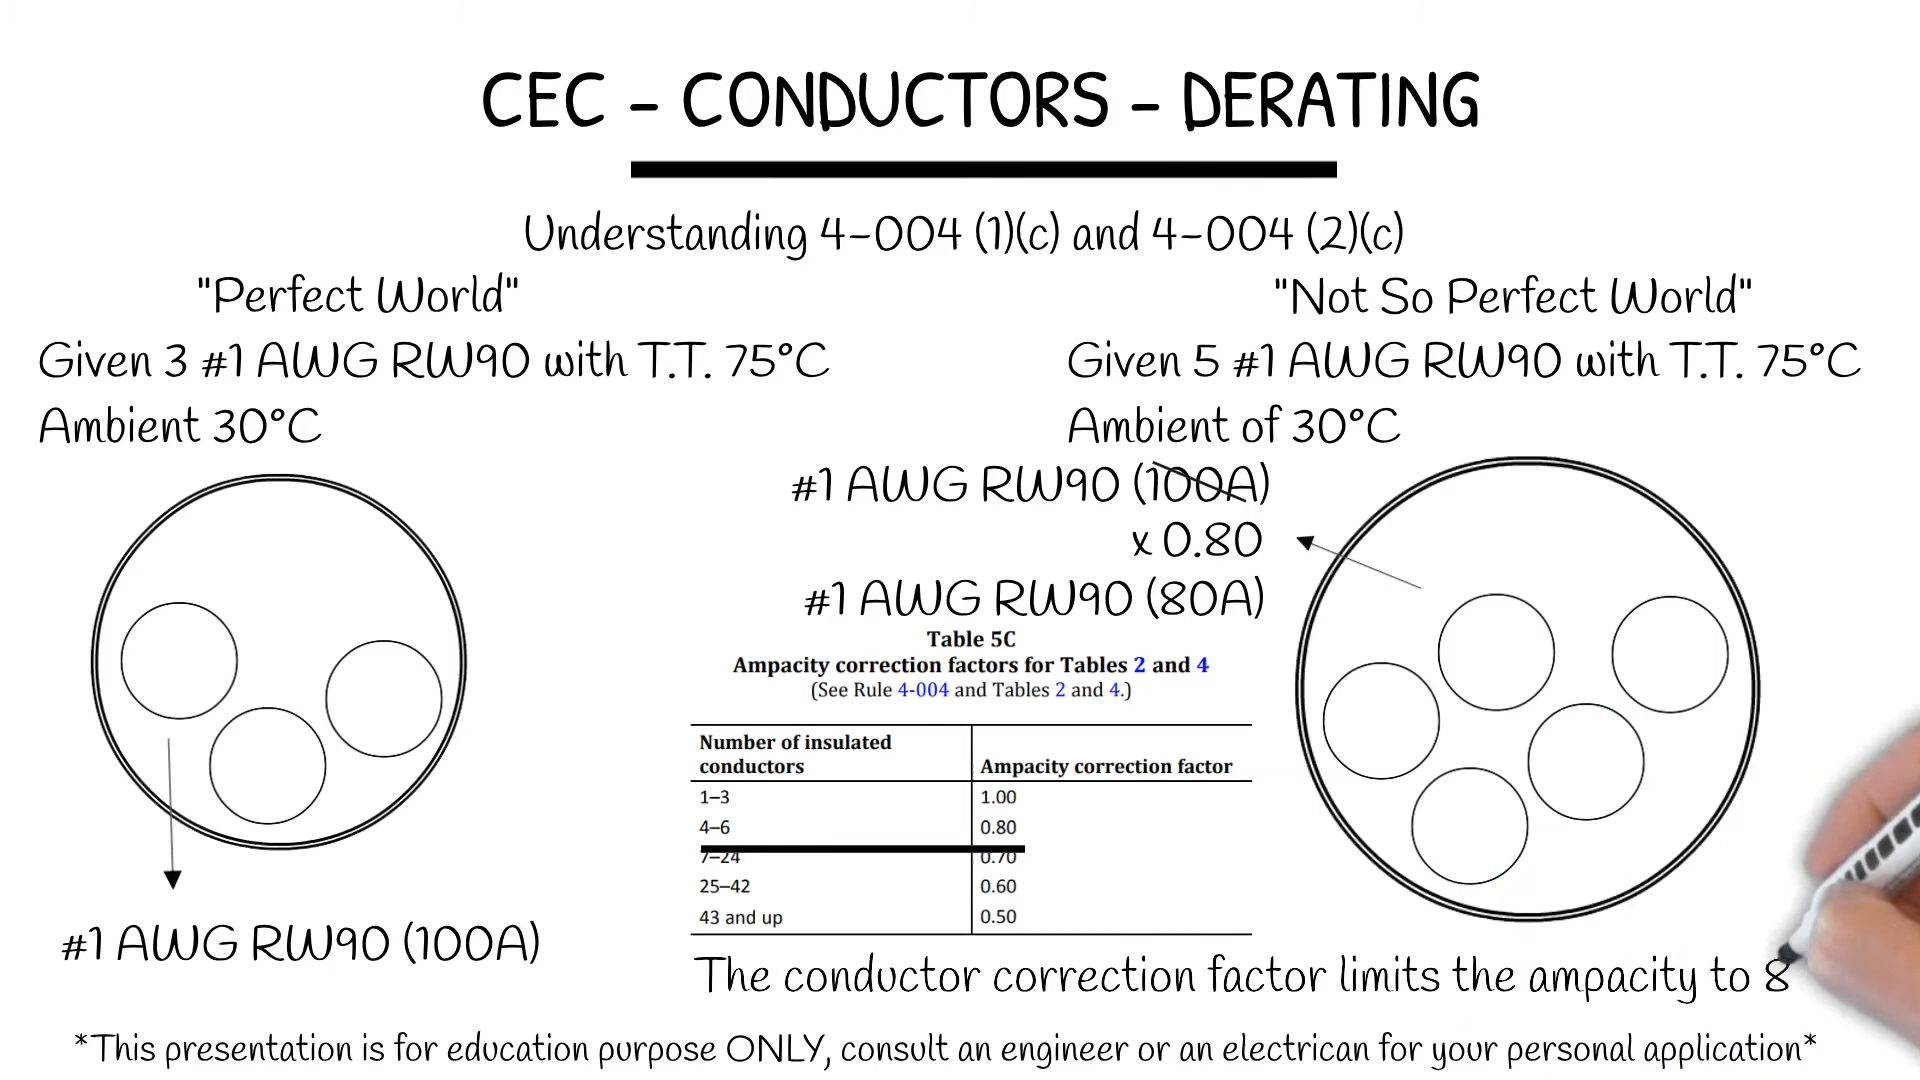 CEC - CONDUCTORS - DERATING
Understanding 4-004 (1)(c) and 4-004 (2)(c)
"Perfect World"
Given 3 #1 AWG RW90 with T.T. 75°C
Ambient 30°C
#1 AWG RW90 (100A)
"Not So Perfect World"
Given 5 #1 AWG RW90 with T.T. 75°C
Ambient of 30°C
#1 AWG RW90 (100A)
x 0.80
#1 AWG RW90 (80A)
Table 5C
Ampacity correction factors for Tables 2 and 4
(See Rule 4-004 and Tables 2 and 4.)
Number of insulated conductors Ampacity correction factor
1–3 1.00
4–6 0.80
7–24 0.70
25–42 0.60
43 and up 0.50
The conductor correction factor limits the ampacity to 8
*This presentation is for education purpose ONLY, consult an engineer or an electrican for your personal application*